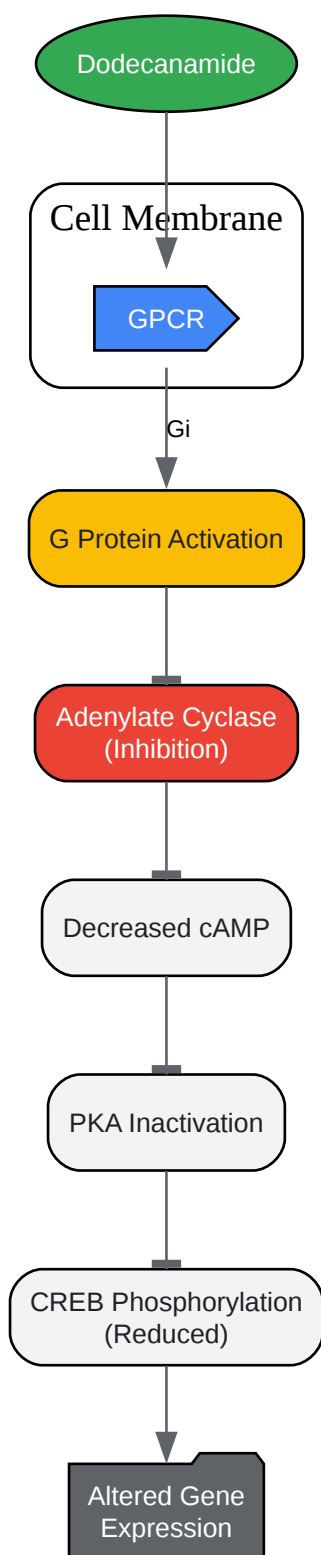 Dodecanamide
Cell Membrane
GPCR
Gi
G Protein Activation
Adenylate Cyclase
(Inhibition)
Decreased cAMP
PKA Inactivation
CREB Phosphorylation
(Reduced)
Altered Gene
Expression